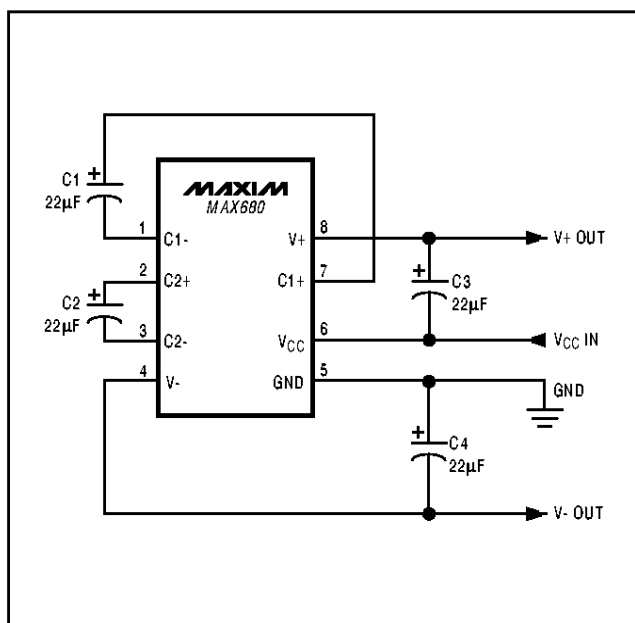 C1
22µF
+
MAXIM
MAX680
1
C1-
V+
8
V+ OUT
2
C2+
C1+
7
+
C3
22µF
C2
22µF
+
3
C2-
VCC
6
VCC IN
4
V-
GND
5
GND
+
C4
22µF
V- OUT